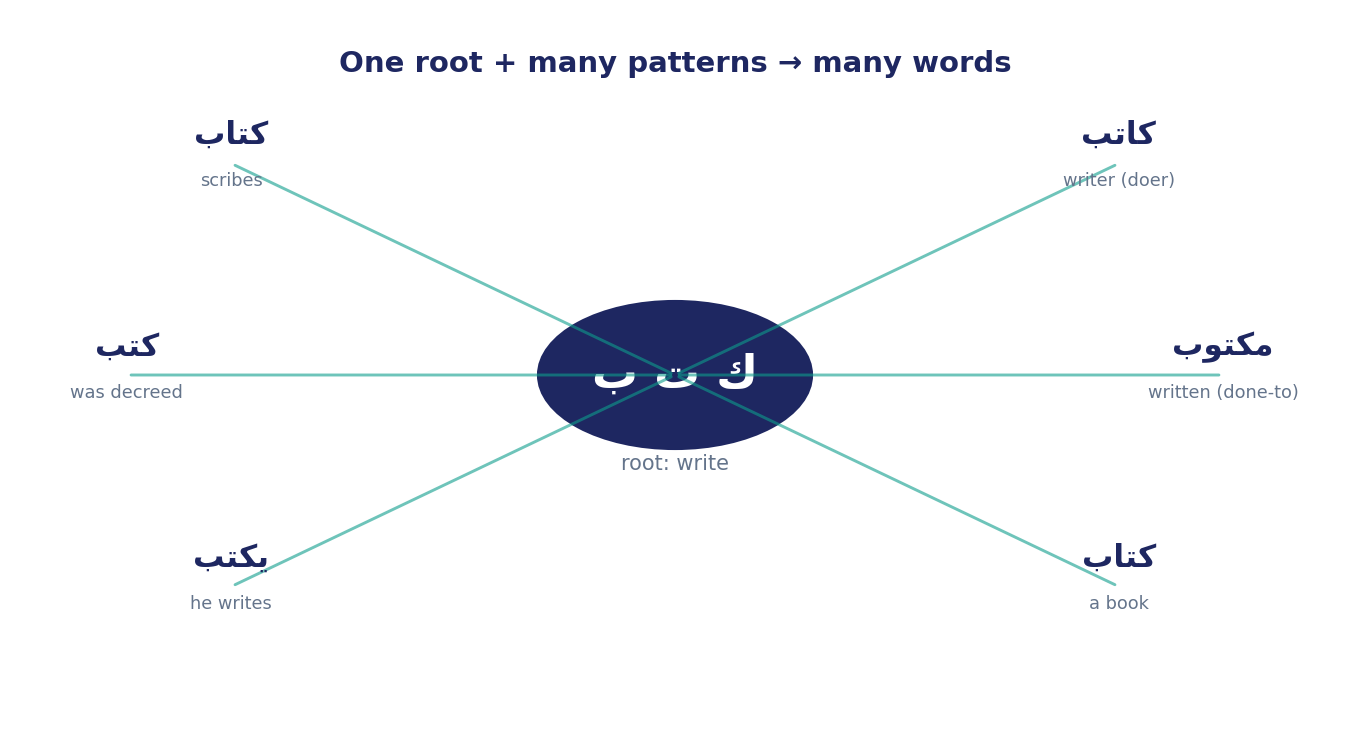 One root + many patterns → many words
كتاب
scribes
كاتب
writer (doer)
كتب
was decreed
ك ت ب
root: write
مكتوب
written (done-to)
يكتب
he writes
كتاب
a book